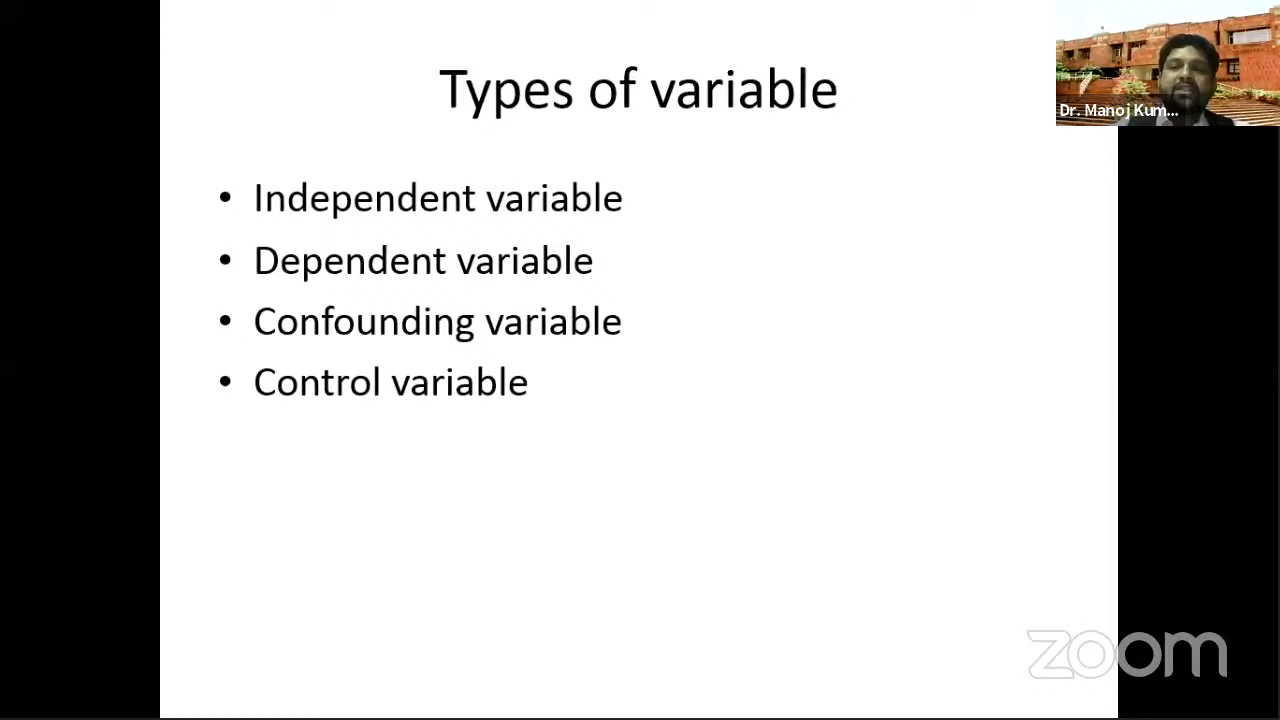 Types of variable
Dr. Manoj Kum...
• Independent variable
• Dependent variable
• Confounding variable
• Control variable
zoom